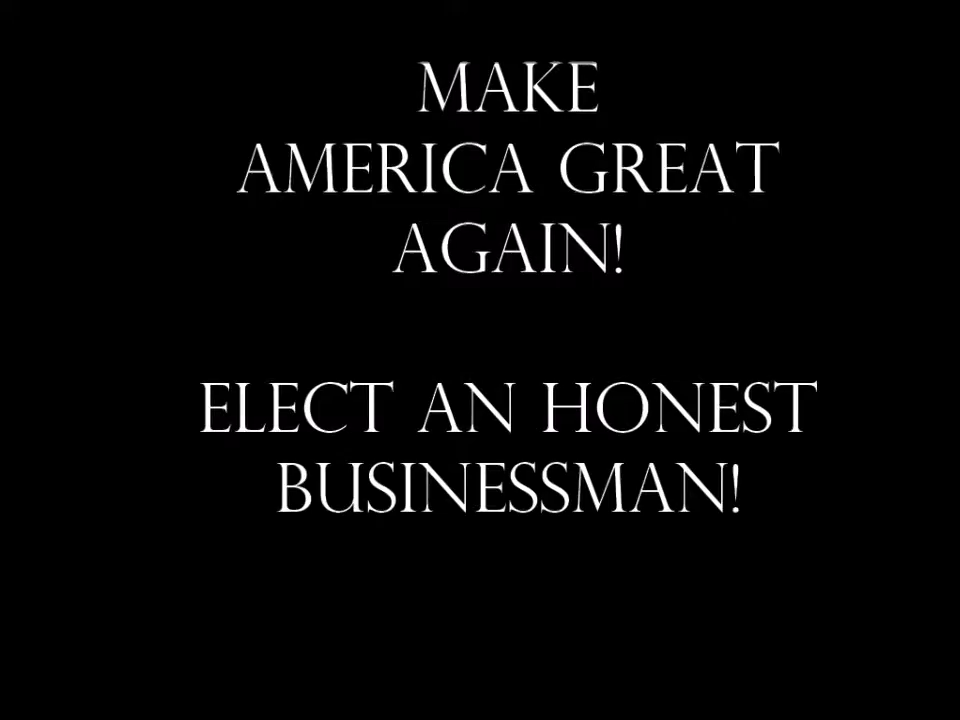 MAKE
AMERICA GREAT
AGAIN!
ELECT AN HONEST
BUSINESSMAN!